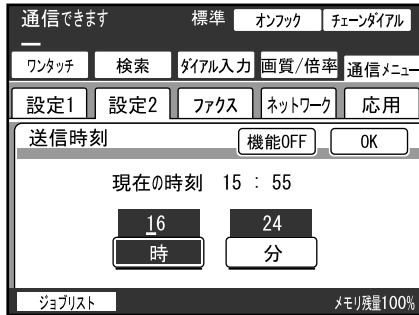 通信できます 標準 オンフック チェーンダイアル
ワンタッチ 検索 ダイアル入力 画質/倍率 通信メニュー
設定1 設定2 ファクス ネットワーク 応用
送信時刻 機能OFF OK
現在の時刻 15 : 55
16 24
時 分
ジョブリスト メモリ残量100%